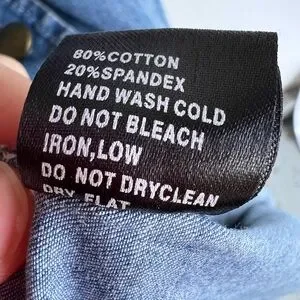 80%COTTON
20%SPANDEX
HAND WASH COLD
DO NOT BLEACH
IRON,LOW
DO NOT DRYCLEAN
DRY FLAT